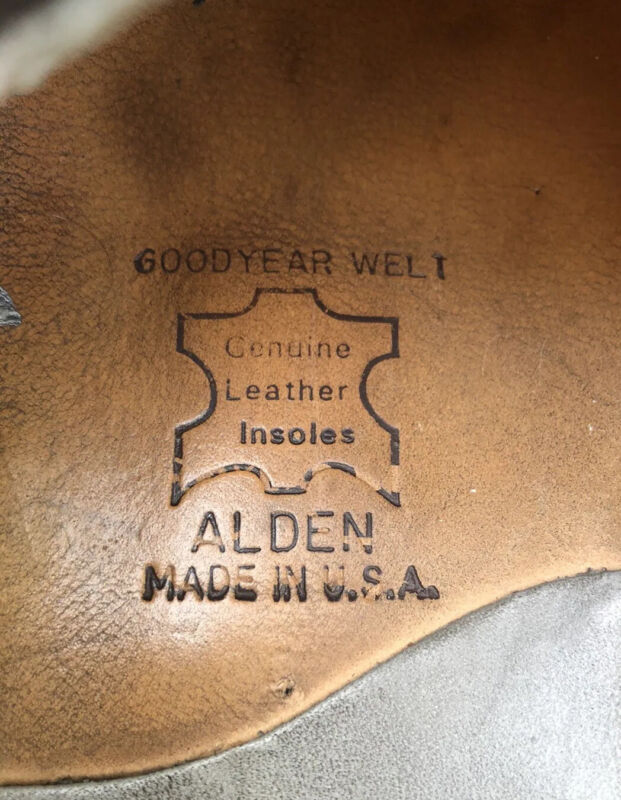 GOODYEAR WELT
Genuine
Leather
Insoles
ALDEN
MADE IN U.S.A.